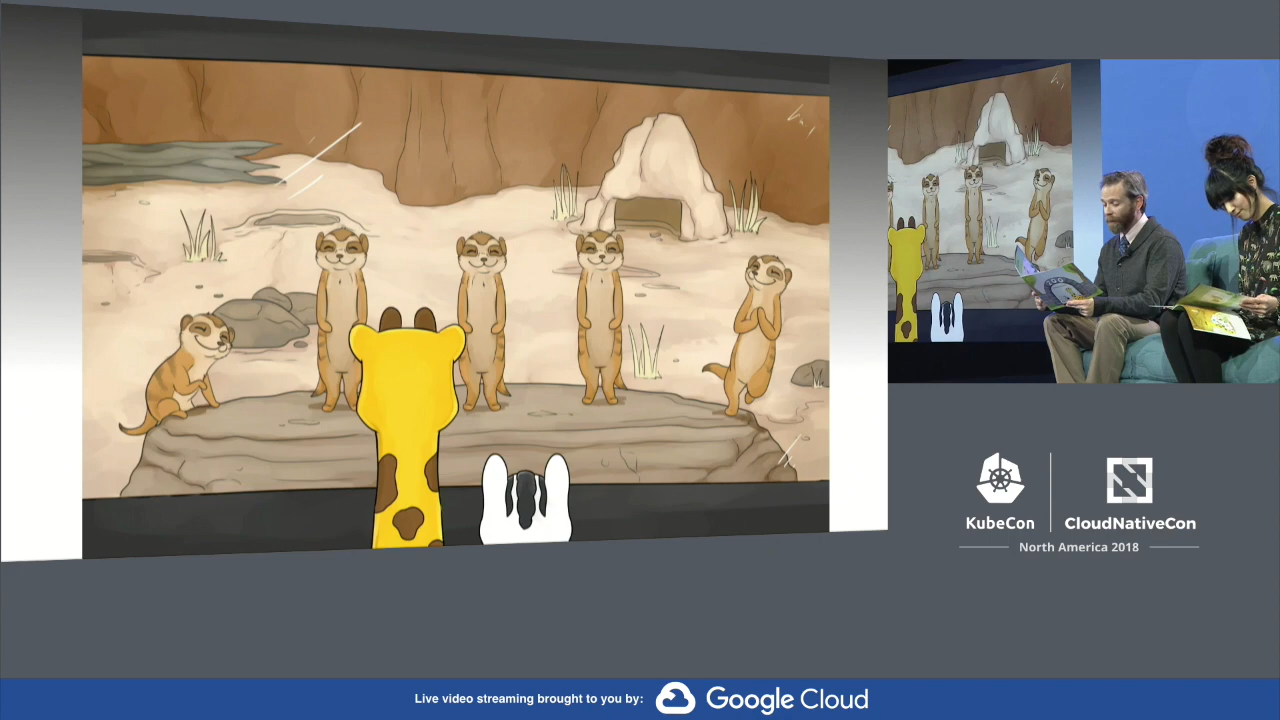 KubeCon
CloudNativeCon
North America 2018
Live video streaming brought to you by:
Google Cloud